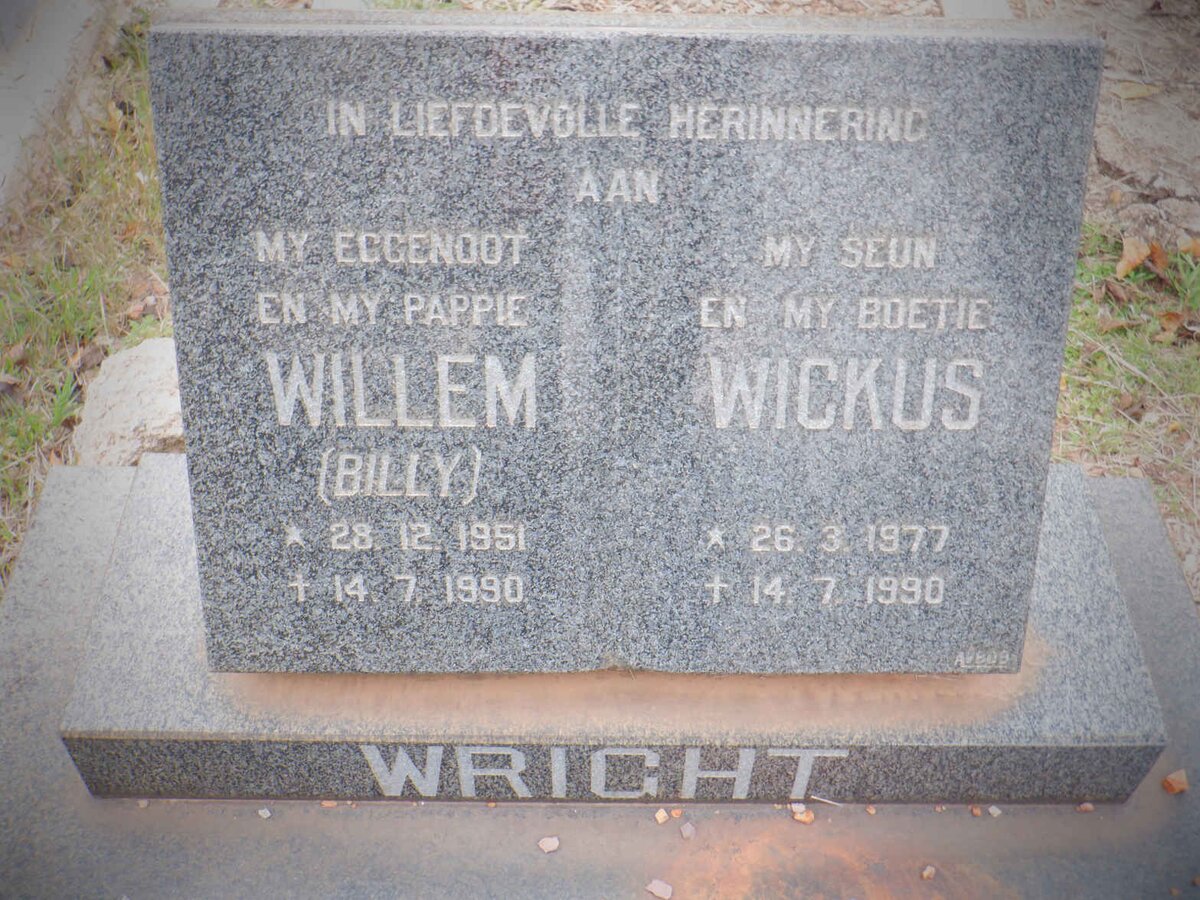 IN LIEFDEVOLLE HERINNERING
AAN
MY EGGENOOT
EN MY PAPPIE
WILLEM
(BILLY)
★ 28. 12. 1951
† 14. 7. 1990
MY SEUN
EN MY BOETIE
WICKUS
★ 26. 3. 1977
† 14. 7. 1990
WRIGHT